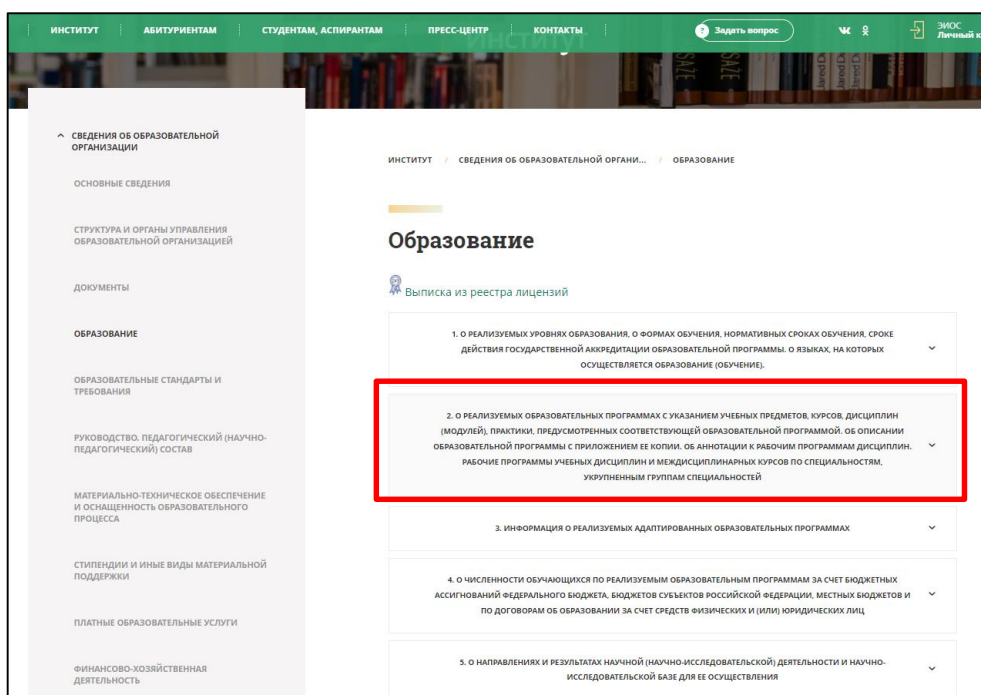 ИНСТИТУТ
АБИТУРИЕНТАМ
СТУДЕНТАМ, АСПИРАНТАМ
ПРЕСС-ЦЕНТР
КОНТАКТЫ
? Задать вопрос
ЭИОС
Личный к
ИНСТИТУТ
СВЕДЕНИЯ ОБ ОБРАЗОВАТЕЛЬНОЙ
ОРГАНИЗАЦИИ
ОСНОВНЫЕ СВЕДЕНИЯ
СТРУКТУРА И ОРГАНЫ УПРАВЛЕНИЯ
ОБРАЗОВАТЕЛЬНОЙ ОРГАНИЗАЦИЕЙ
ДОКУМЕНТЫ
ОБРАЗОВАНИЕ
ОБРАЗОВАТЕЛЬНЫЕ СТАНДАРТЫ И
ТРЕБОВАНИЯ
РУКОВОДСТВО. ПЕДАГОГИЧЕСКИЙ (НАУЧНО-
ПЕДАГОГИЧЕСКИЙ) СОСТАВ
МАТЕРИАЛЬНО-ТЕХНИЧЕСКОЕ ОБЕСПЕЧЕНИЕ
И ОСНАЩЕННОСТЬ ОБРАЗОВАТЕЛЬНОГО
ПРОЦЕССА
СТИПЕНДИИ И ИНЫЕ ВИДЫ МАТЕРИАЛЬНОЙ
ПОДДЕРЖКИ
ПЛАТНЫЕ ОБРАЗОВАТЕЛЬНЫЕ УСЛУГИ
ФИНАНСОВО-ХОЗЯЙСТВЕННАЯ
ДЕЯТЕЛЬНОСТЬ
ИНСТИТУТ / СВЕДЕНИЯ ОБ ОБРАЗОВАТЕЛЬНОЙ ОРГАНИ... / ОБРАЗОВАНИЕ
Образование
Выписка из реестра лицензий
1. О РЕАЛИЗУЕМЫХ УРОВНЯХ ОБРАЗОВАНИЯ, О ФОРМАХ ОБУЧЕНИЯ, НОРМАТИВНЫХ СРОКАХ ОБУЧЕНИЯ, СРОКЕ
ДЕЙСТВИЯ ГОСУДАРСТВЕННОЙ АККРЕДИТАЦИИ ОБРАЗОВАТЕЛЬНОЙ ПРОГРАММЫ. О ЯЗЫКАХ, НА КОТОРЫХ
ОСУЩЕСТВЛЯЕТСЯ ОБРАЗОВАНИЕ (ОБУЧЕНИЕ).
2. О РЕАЛИЗУЕМЫХ ОБРАЗОВАТЕЛЬНЫХ ПРОГРАММАХ С УКАЗАНИЕМ УЧЕБНЫХ ПРЕДМЕТОВ, КУРСОВ, ДИСЦИПЛИН
(МОДУЛЕЙ), ПРАКТИКИ, ПРЕДУСМОТРЕННЫХ СООТВЕТСТВУЮЩЕЙ ОБРАЗОВАТЕЛЬНОЙ ПРОГРАММОЙ. ОБ ОПИСАНИИ
ОБРАЗОВАТЕЛЬНОЙ ПРОГРАММЫ С ПРИЛОЖЕНИЕМ ЕЕ КОПИИ. ОБ АННОТАЦИИ К РАБОЧИМ ПРОГРАММАМ ДИСЦИПЛИН.
РАБОЧИЕ ПРОГРАММЫ УЧЕБНЫХ ДИСЦИПЛИН И МЕЖДИСЦИПЛИНАРНЫХ КУРСОВ ПО СПЕЦИАЛЬНОСТЯМ,
УКРУПНЕННЫМ ГРУППАМ СПЕЦИАЛЬНОСТЕЙ
3. ИНФОРМАЦИЯ О РЕАЛИЗУЕМЫХ АДАПТИРОВАННЫХ ОБРАЗОВАТЕЛЬНЫХ ПРОГРАММАХ
4. О ЧИСЛЕННОСТИ ОБУЧАЮЩИХСЯ ПО РЕАЛИЗУЕМЫМ ОБРАЗОВАТЕЛЬНЫМ ПРОГРАММАМ ЗА СЧЕТ БЮДЖЕТНЫХ
АССИГНОВАНИЙ ФЕДЕРАЛЬНОГО БЮДЖЕТА, БЮДЖЕТОВ СУБЪЕКТОВ РОССИЙСКОЙ ФЕДЕРАЦИИ, МЕСТНЫХ БЮДЖЕТОВ И
ПО ДОГОВОРАМ ОБ ОБРАЗОВАНИИ ЗА СЧЕТ СРЕДСТВ ФИЗИЧЕСКИХ И (ИЛИ) ЮРИДИЧЕСКИХ ЛИЦ
5. О НАПРАВЛЕНИЯХ И РЕЗУЛЬТАТАХ НАУЧНОЙ (НАУЧНО-ИССЛЕДОВАТЕЛЬСКОЙ) ДЕЯТЕЛЬНОСТИ И НАУЧНО-
ИССЛЕДОВАТЕЛЬСКОЙ БАЗЕ ДЛЯ ЕЕ ОСУЩЕСТВЛЕНИЯ